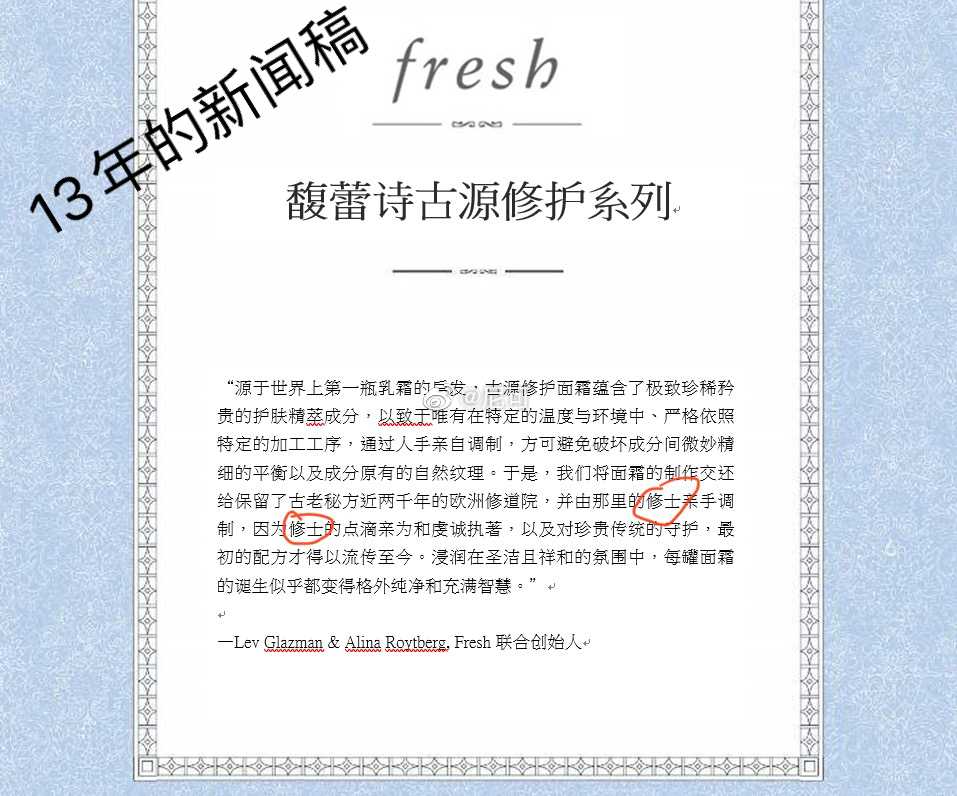 13年的新闻稿
fresh
馥蕾诗古源修护系列
“源于世界上第一瓶乳霜的启发，古源修护面霜蕴含了极致珍稀矜
贵的护肤精萃成分，以致于唯有在特定的温度与环境中、严格依照
特定的加工工序，通过人手亲自调制，方可避免破坏成分间微妙精
细的平衡以及成分原有的自然纹理。于是，我们将面霜的制作交还
给保留了古老秘方近两千年的欧洲修道院，并由那里的修士亲手调
制，因为修士的点滴亲为和虔诚执著，以及对珍贵传统的守护，最
初的配方才得以流传至今。浸润在圣洁且祥和的氛围中，每罐面霜
的诞生似乎都变得格外纯净和充满智慧。”
—Lev Glazman & Alina Roytberg, Fresh 联合创始人